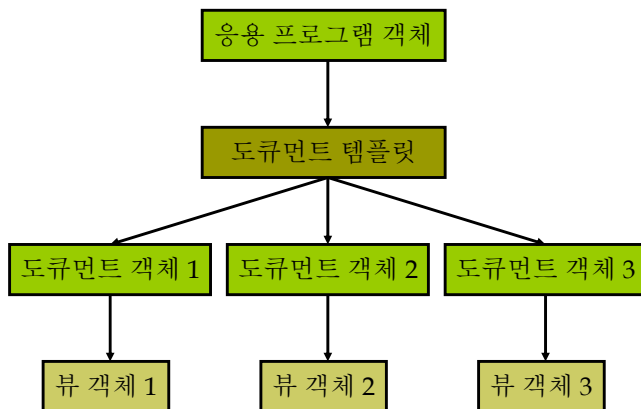 응용 프로그램 객체
도큐먼트 템플릿
도큐먼트 객체 1
도큐먼트 객체 2
도큐먼트 객체 3
뷰 객체 1
뷰 객체 2
뷰 객체 3